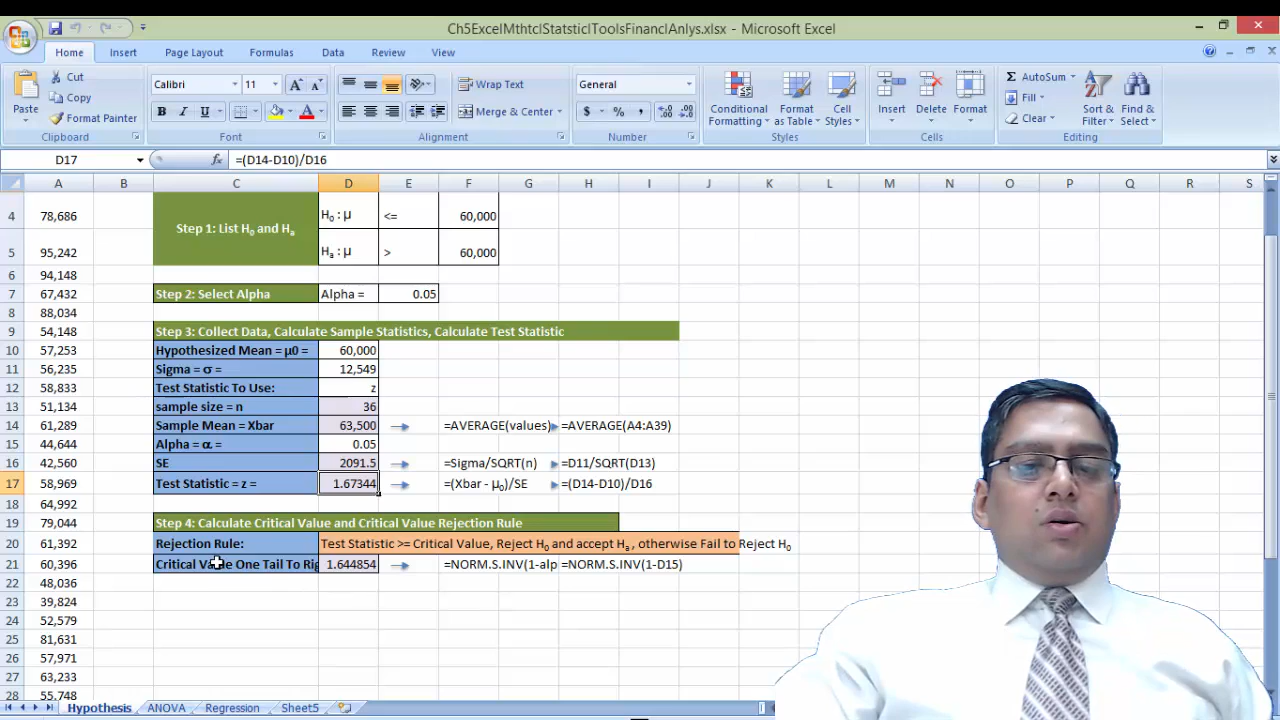 Ch5ExcelMthtclStatsticlToolsFinanclAnlys.xlsx - Microsoft Excel
Home Insert Page Layout Formulas Data Review View
Paste Cut Copy Format Painter Clipboard
Calibri 11 B I U A Font
Wrap Text Merge & Center Alignment
General $ % , Number
Conditional Formatting Format as Table Cell Styles Styles
Insert Delete Format Cells
AutoSum Fill Clear Sort & Filter Find & Select Editing
D17 fx =(D14-D10)/D16
A B C D E F G H I J K L M N O P Q R S
4 78,686 Step 1: List H0 and Ha H0 : μ <= 60,000
5 95,242 Ha : μ > 60,000
6 94,148
7 67,432 Step 2: Select Alpha Alpha = 0.05
8 88,034
9 54,148 Step 3: Collect Data, Calculate Sample Statistics, Calculate Test Statistic
10 57,253 Hypothesized Mean = μ0 = 60,000
11 56,235 Sigma = σ = 12,549
12 58,833 Test Statistic To Use: z
13 51,134 sample size = n 36
14 61,289 Sample Mean = Xbar 63,500 =AVERAGE(values) =AVERAGE(A4:A39)
15 44,644 Alpha = α = 0.05
16 42,560 SE 2091.5 =Sigma/SQRT(n) =D11/SQRT(D13)
17 58,969 Test Statistic = z = 1.67344 =(Xbar - μ0)/SE =(D14-D10)/D16
18 64,992
19 79,044 Step 4: Calculate Critical Value and Critical Value Rejection Rule
20 61,392 Rejection Rule: Test Statistic >= Critical Value, Reject H0 and accept Ha , otherwise Fail to Reject H0
21 60,396 Critical Value One Tail To Rig 1.644854 =NORM.S.INV(1-alp =NORM.S.INV(1-D15)
22 48,036
23 39,824
24 52,579
25 81,631
26 57,971
27 63,233
28 55,748
Hypothesis ANOVA Regression Sheet5